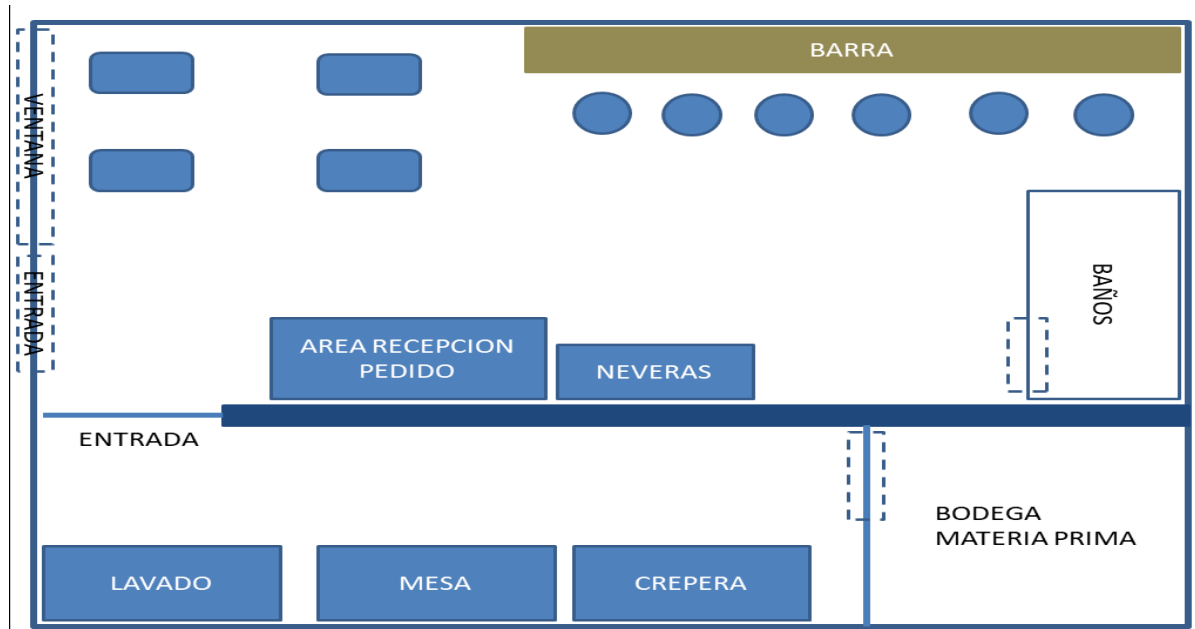 BARRA
VENTANA
ENTRADA
BAÑOS
AREA RECEPCION
PEDIDO
NEVERAS
ENTRADA
BODEGA
MATERIA PRIMA
LAVADO
MESA
CREPERA